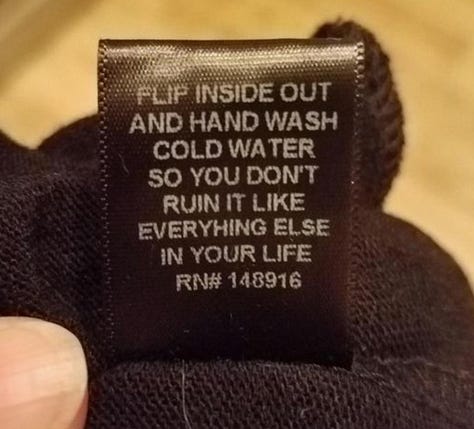 FLIP INSIDE OUT
AND HAND WASH
COLD WATER
SO YOU DON'T
RUIN IT LIKE
EVERYHING ELSE
IN YOUR LIFE
RN# 148916